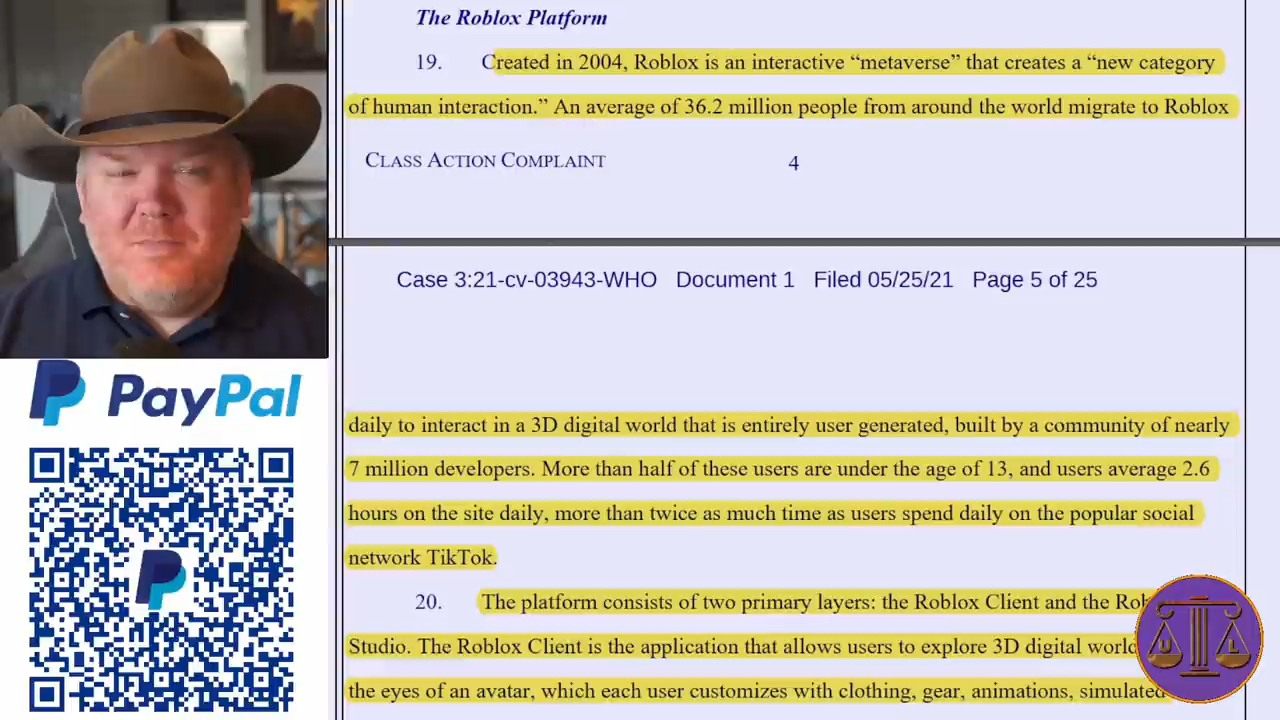 The Roblox Platform
19. Created in 2004, Roblox is an interactive “metaverse” that creates a “new category
of human interaction.” An average of 36.2 million people from around the world migrate to Roblox
CLASS ACTION COMPLAINT 4
Case 3:21-cv-03943-WHO Document 1 Filed 05/25/21 Page 5 of 25
daily to interact in a 3D digital world that is entirely user generated, built by a community of nearly
7 million developers. More than half of these users are under the age of 13, and users average 2.6
hours on the site daily, more than twice as much time as users spend daily on the popular social
network TikTok.
20. The platform consists of two primary layers: the Roblox Client and the
Studio. The Roblox Client is the application that allows users to explore 3D digital
the eyes of an avatar, which each user customizes with clothing, gear, animations, simulated
PayPal
U L